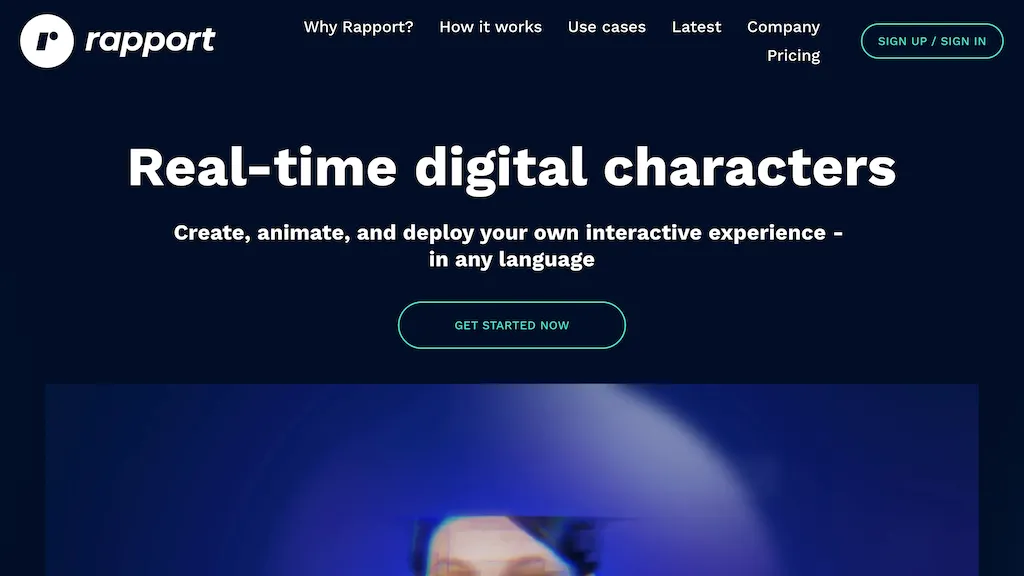 rapport
Why Rapport? How it works Use cases Latest Company
Pricing
SIGN UP / SIGN IN
Real-time digital characters
Create, animate, and deploy your own interactive experience -
in any language
GET STARTED NOW